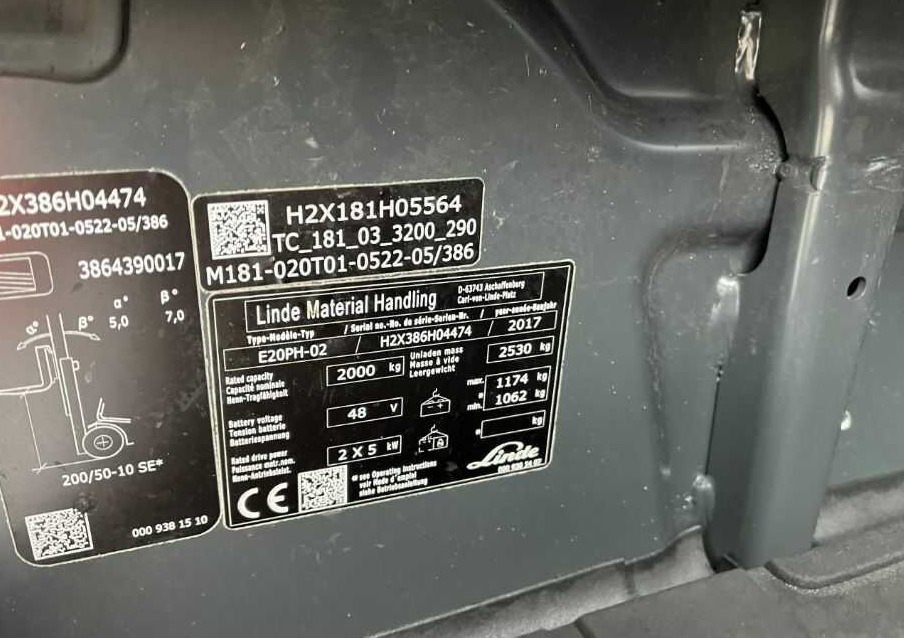 2X386H04474
1-020T01-0522-05/386
3864390017
α° β°
5,0 7,0
α° β°
200/50-10 SE*
000 938 15 10
H2X181H05564
TC_181_03_3200_290
M181-020T01-0522-05/386
Linde Material Handling
D-63743 Aschaffenburg
Carl-von-Linde-Platz
Type-Modèle-Typ / Serial no.-No. de série-Serien-Nr. / year-année-Baujahr
E20PH-02 / H2X386H04474 / 2017
Rated capacity
Capacité nominale
Nenn-Tragfähigkeit
2000 kg
Unladen mass
Masse à vide
Leergewicht
2530 kg
Battery voltage
Tension batterie
Batteriespannung
48 V
max. 1174 kg
min. 1062 kg
Rated drive power
Puissance motr.nom.
Nenn-Antriebsleist.
2 X 5 kW
kg
see Operating Instructions
voir Mode d'emploi
siehe Betriebsanleitung
CE
Linde